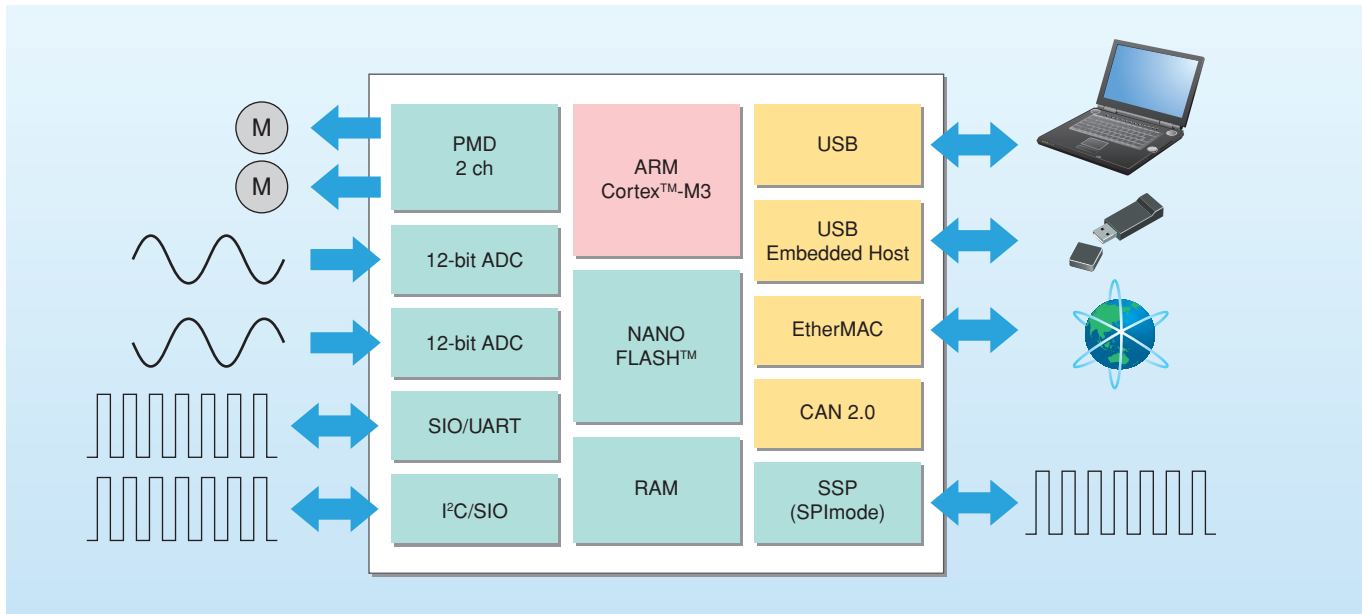 M
M
PMD
2 ch
12-bit ADC
12-bit ADC
SIO/UART
I²C/SIO
ARM
Cortex™-M3
NANO
FLASH™
RAM
USB
USB
Embedded Host
EtherMAC
CAN 2.0
SSP
(SPImode)